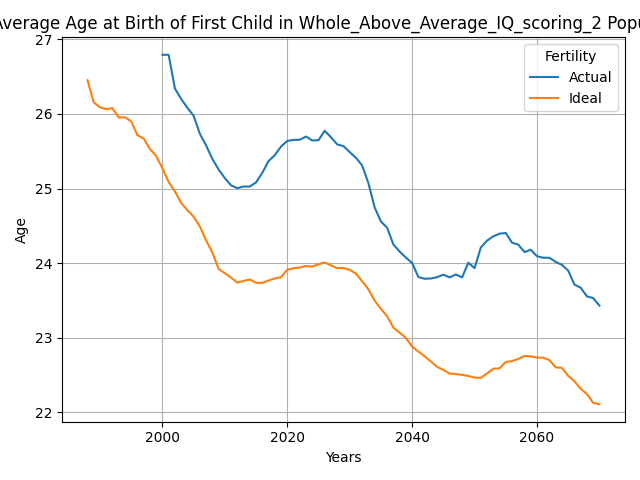 Average Age at Birth of First Child in Whole_Above_Average_IQ_scoring_2
27
26
25
24
23
22
Age
2000
2020
2040
2060
Years
Fertility
Actual
Ideal